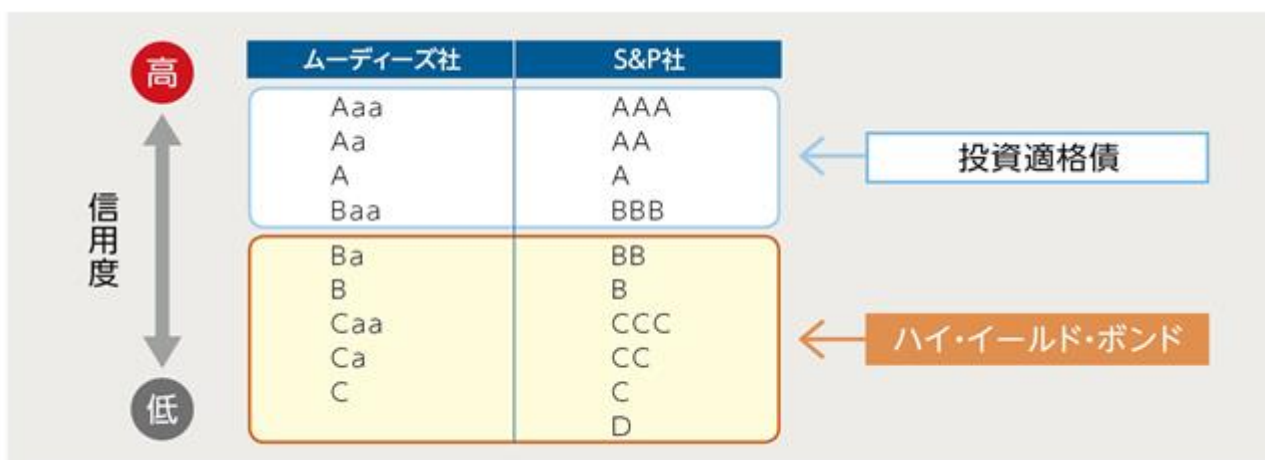 高
信用度
低
ムーディーズ社 S&P社
Aaa AAA
Aa AA
A A
Baa BBB
投資適格債
Ba BB
B B
Caa CCC
Ca CC
C C
D
ハイ・イールド・ボンド